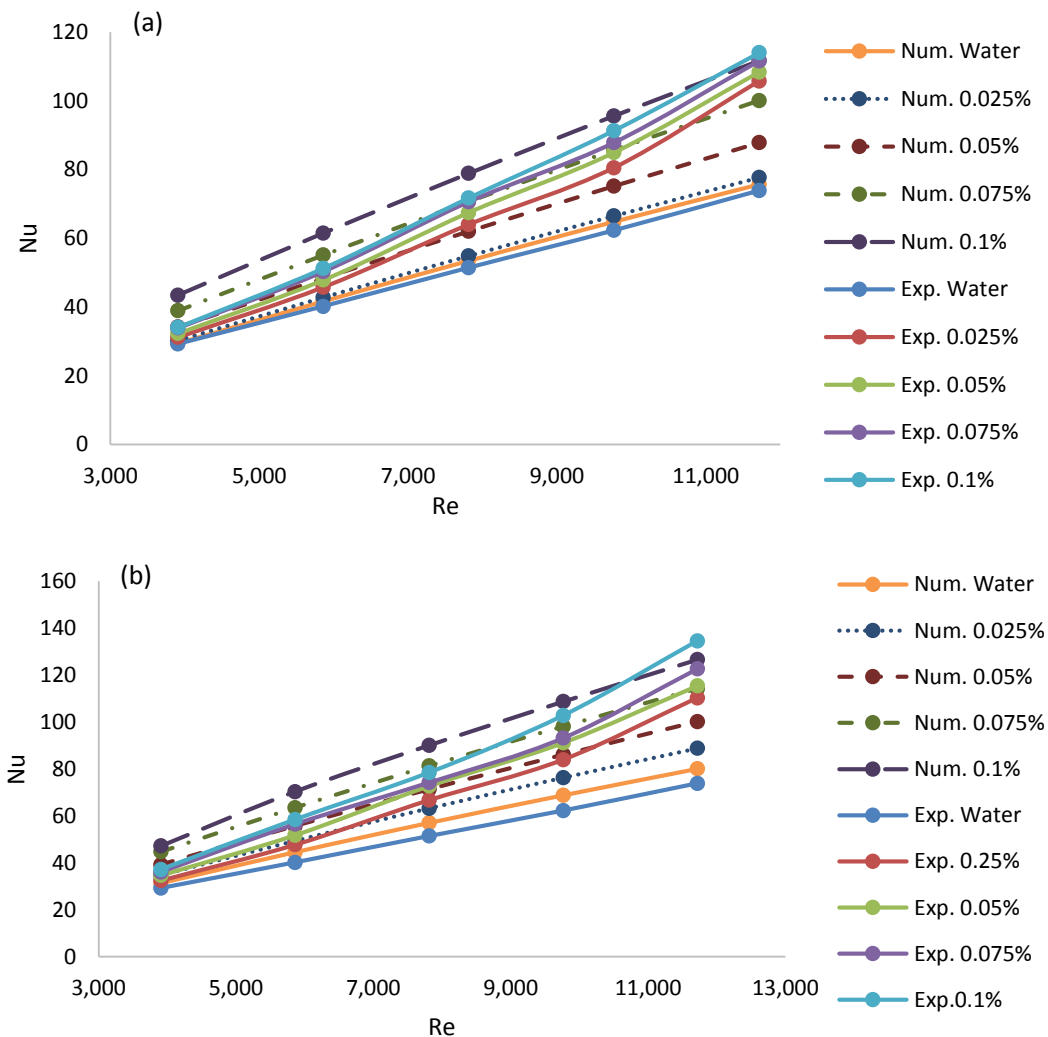 (a)
Nu
120
100
80
60
40
20
0
3,000 5,000 7,000 9,000 11,000
Re
Num. Water
Num. 0.025%
Num. 0.05%
Num. 0.075%
Num. 0.1%
Exp. Water
Exp. 0.025%
Exp. 0.05%
Exp. 0.075%
Exp. 0.1%
(b)
Nu
160
140
120
100
80
60
40
20
0
3,000 5,000 7,000 9,000 11,000 13,000
Re
Num. Water
Num. 0.025%
Num. 0.05%
Num. 0.075%
Num. 0.1%
Exp. Water
Exp. 0.25%
Exp. 0.05%
Exp. 0.075%
Exp.0.1%